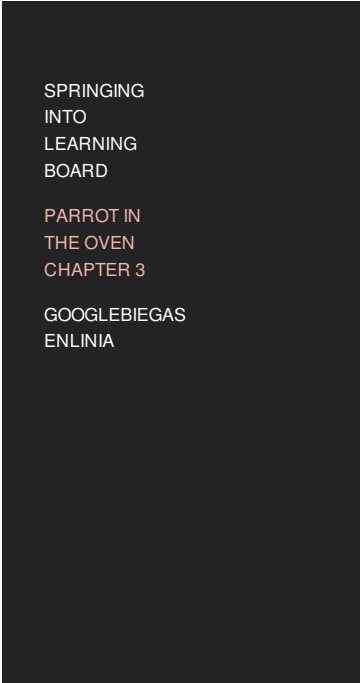 SPRINGING
INTO
LEARNING
BOARD
PARROT IN
THE OVEN
CHAPTER 3
GOOGLEBIEGAS
ENLINIA